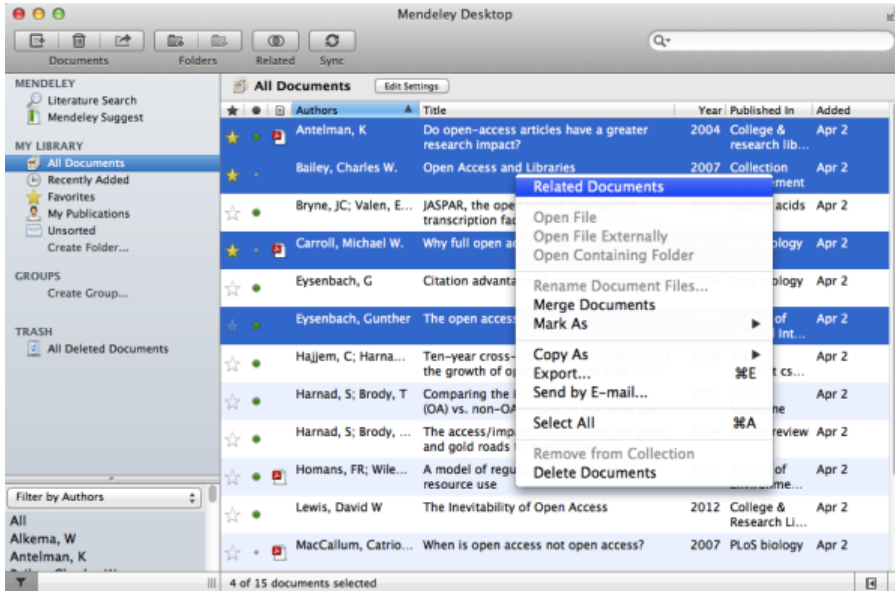 Mendeley Desktop
Documents
Folders
Related
Sync
MENDELEY
Literature Search
Mendeley Suggest
MY LIBRARY
All Documents
Recently Added
Favorites
My Publications
Unsorted
Create Folder...
GROUPS
Create Group...
TRASH
All Deleted Documents
Filter by Authors
All
Alkema, W
Antelman, K
All Documents
Edit Settings
Authors Title Year Published In Added
Antelman, K Do open-access articles have a greater 2004 College & Apr 2
research impact? research lib...
Bailey, Charles W. Open Access and Libraries 2007 Collection Apr 2
Bryne, JC; Valen, E... JASPAR, the ope acids Apr 2
transcription fac
Carroll, Michael W. Why full open a ology Apr 2
Eysenbach, G Citation advanta ology Apr 2
Eysenbach, Gunther The open access of Apr 2
Int...
Hajjem, C; Harna... Ten-year cross- Apr 2
the growth of o t cs...
Harnad, S; Brody, T Comparing the i Apr 2
(OA) vs. non-OA ne
Harnad, S; Brody, ... The access/imp review Apr 2
and gold roads
Homans, FR; Wile... A model of regu of Apr 2
resource use
Lewis, David W The Inevitability of Open Access 2012 College & Apr 2
Research Li...
MacCallum, Catrio... When is open access not open access? 2007 PLoS biology Apr 2
Related Documents
Open File
Open File Externally
Open Containing Folder
Rename Document Files...
Merge Documents
Mark As
Copy As
Export... ⌘E
Send by E-mail...
Select All ⌘A
Remove from Collection
Delete Documents
4 of 15 documents selected